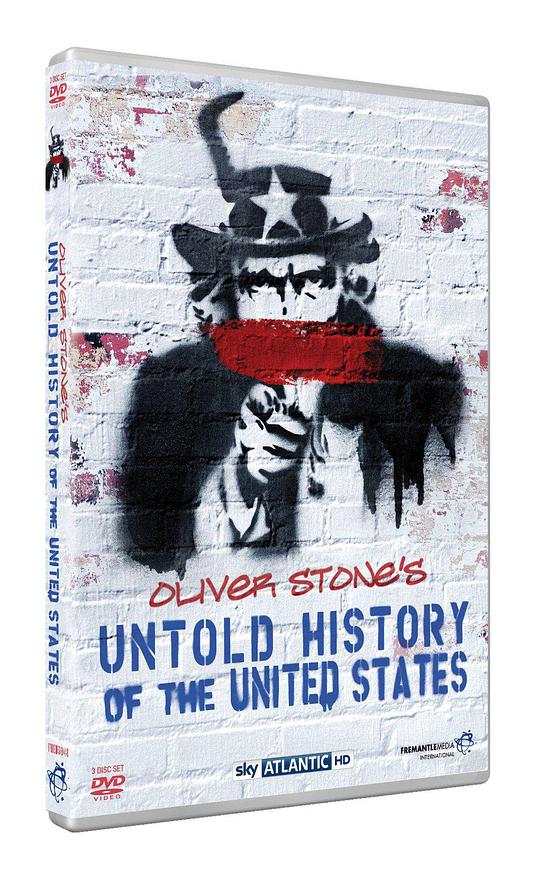 3 DISC SET
DVD
VIDEO
OLIVER STONE'S
UNTOLD HISTORY OF THE UNITED STATES
OLIVER STONE'S
UNTOLD HISTORY
OF THE UNITED STATES
3 DISC SET
DVD
VIDEO
sky ATLANTIC HD
FREMANTLEMEDIA
INTERNATIONAL